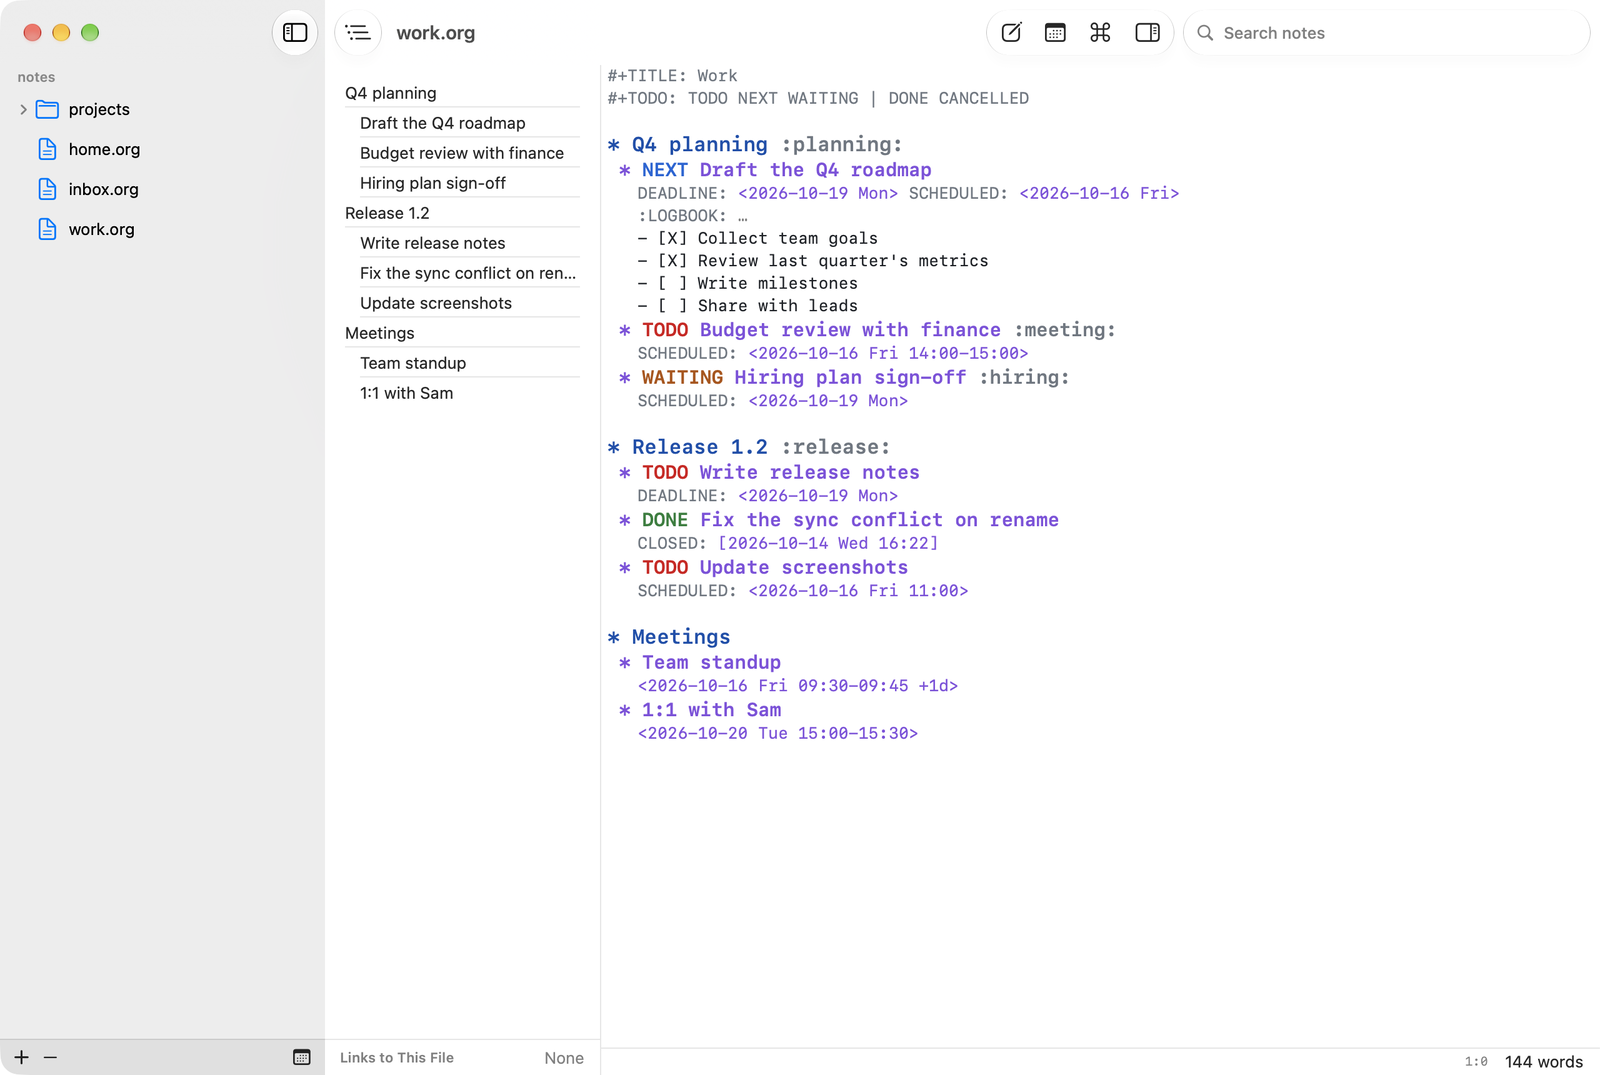 work.org
Search notes
notes
projects
home.org
inbox.org
work.org
Q4 planning
Draft the Q4 roadmap
Budget review with finance
Hiring plan sign-off
Release 1.2
Write release notes
Fix the sync conflict on ren...
Update screenshots
Meetings
Team standup
1:1 with Sam
#+TITLE: Work
#+TODO: TODO NEXT WAITING | DONE CANCELLED
* Q4 planning :planning:
* NEXT Draft the Q4 roadmap
DEADLINE: <2026-10-19 Mon> SCHEDULED: <2026-10-16 Fri>
:LOGBOOK: …
- [X] Collect team goals
- [X] Review last quarter's metrics
- [ ] Write milestones
- [ ] Share with leads
* TODO Budget review with finance :meeting:
SCHEDULED: <2026-10-16 Fri 14:00-15:00>
* WAITING Hiring plan sign-off :hiring:
SCHEDULED: <2026-10-19 Mon>
* Release 1.2 :release:
* TODO Write release notes
DEADLINE: <2026-10-19 Mon>
* DONE Fix the sync conflict on rename
CLOSED: [2026-10-14 Wed 16:22]
* TODO Update screenshots
SCHEDULED: <2026-10-16 Fri 11:00>
* Meetings
* Team standup
<2026-10-16 Fri 09:30-09:45 +1d>
* 1:1 with Sam
<2026-10-20 Tue 15:00-15:30>
Links to This File None
1:0 144 words